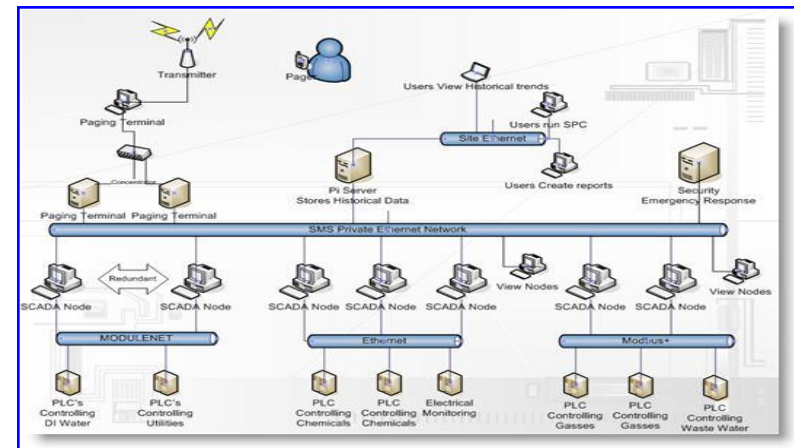 Transmitter
Pager
Users View Historical trends
Paging Terminal
Users run SPC
Site Ethernet
Concentrator
Users Create reports
Pi Server
Stores Historical Data
Security
Emergency Response
Paging Terminal
Paging Terminal
SMS Private Ethernet Network
Redundant
View Nodes
View Nodes
SCADA Node
SCADA Node
SCADA Node
SCADA Node
SCADA Node
SCADA Node
SCADA Node
MODULENET
Ethernet
Modbus+
PLC's
Controlling
DI Water
PLC's
Controlling
Utilities
PLC
Controlling
Chemicals
PLC
Controlling
Chemicals
Electrical
Monitoring
PLC
Controlling
Gasses
PLC
Controlling
Gasses
PLC
Controlling
Waste Water